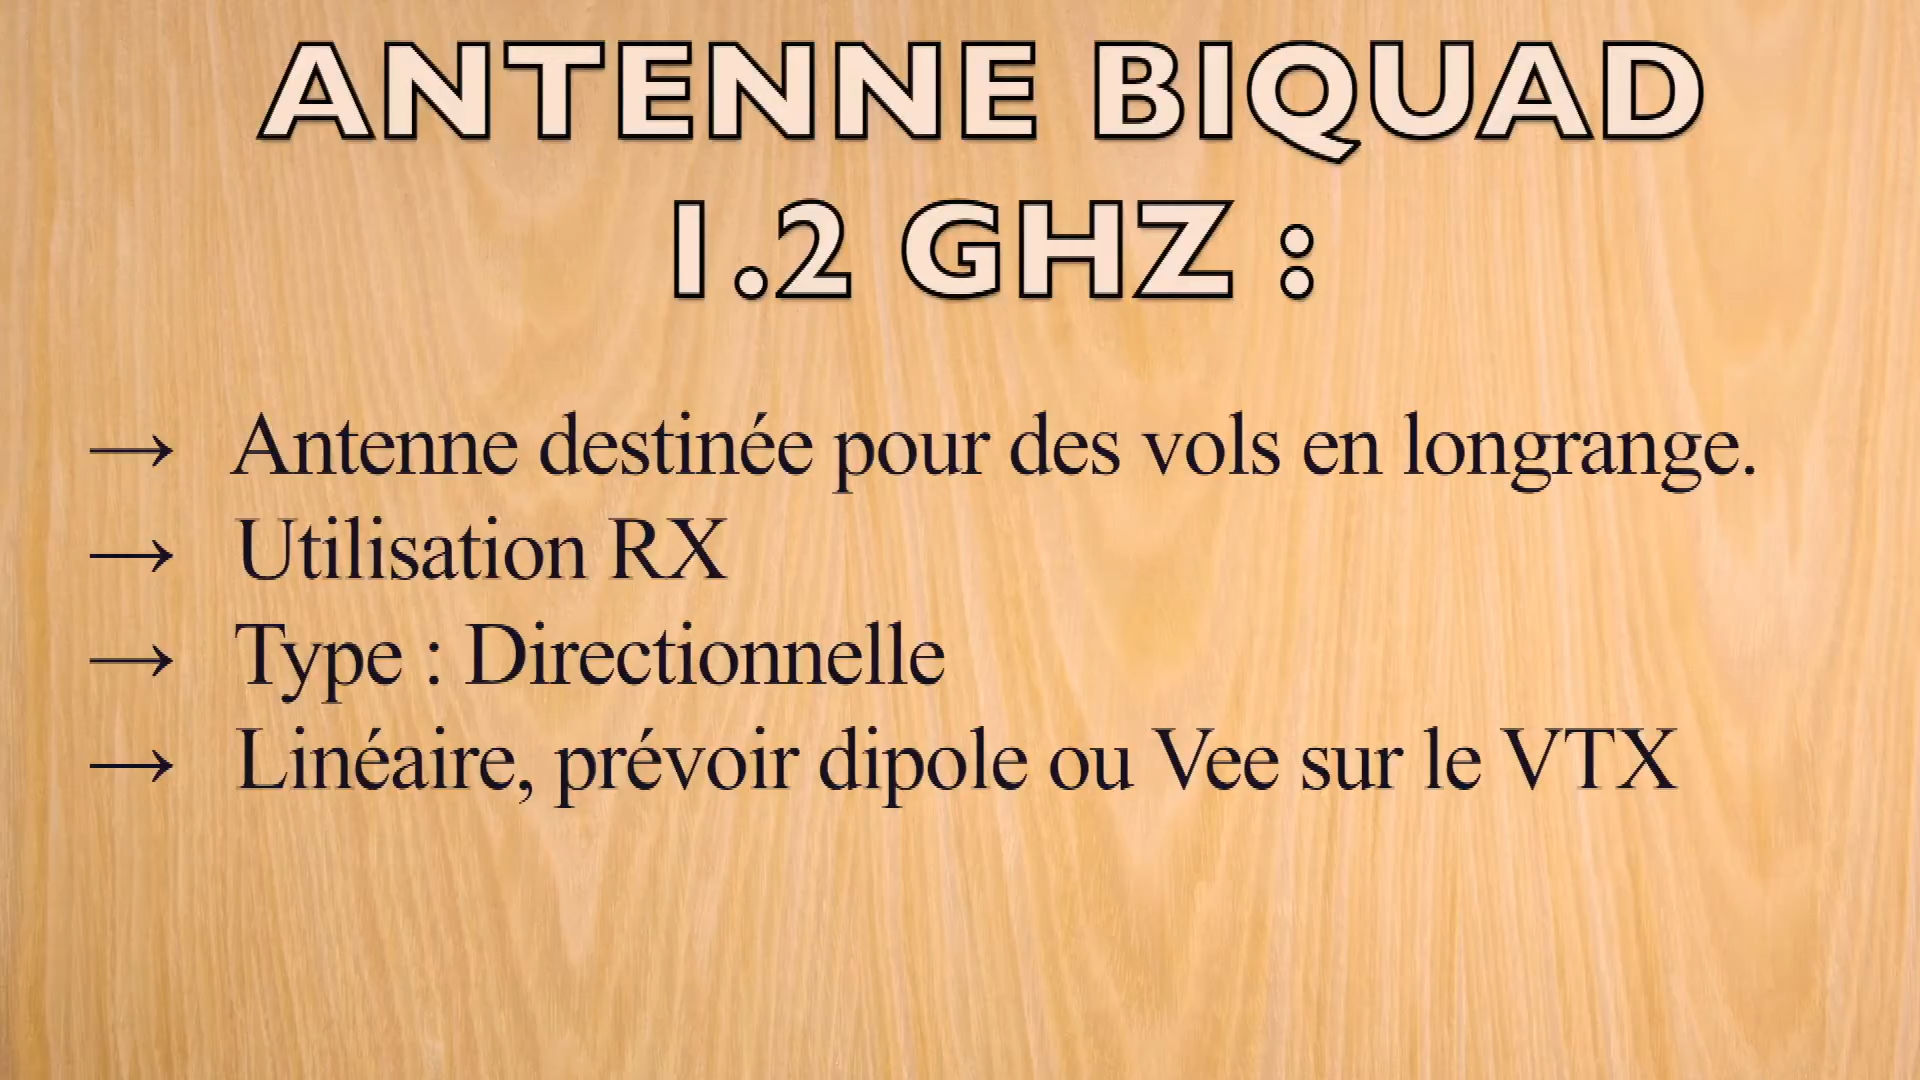 ANTENNE BIQUAD
1.2 GHZ :
→ Antenne destinée pour des vols en longrange.
→ Utilisation RX
→ Type : Directionnelle
→ Linéaire, prévoir dipole ou Vee sur le VTX